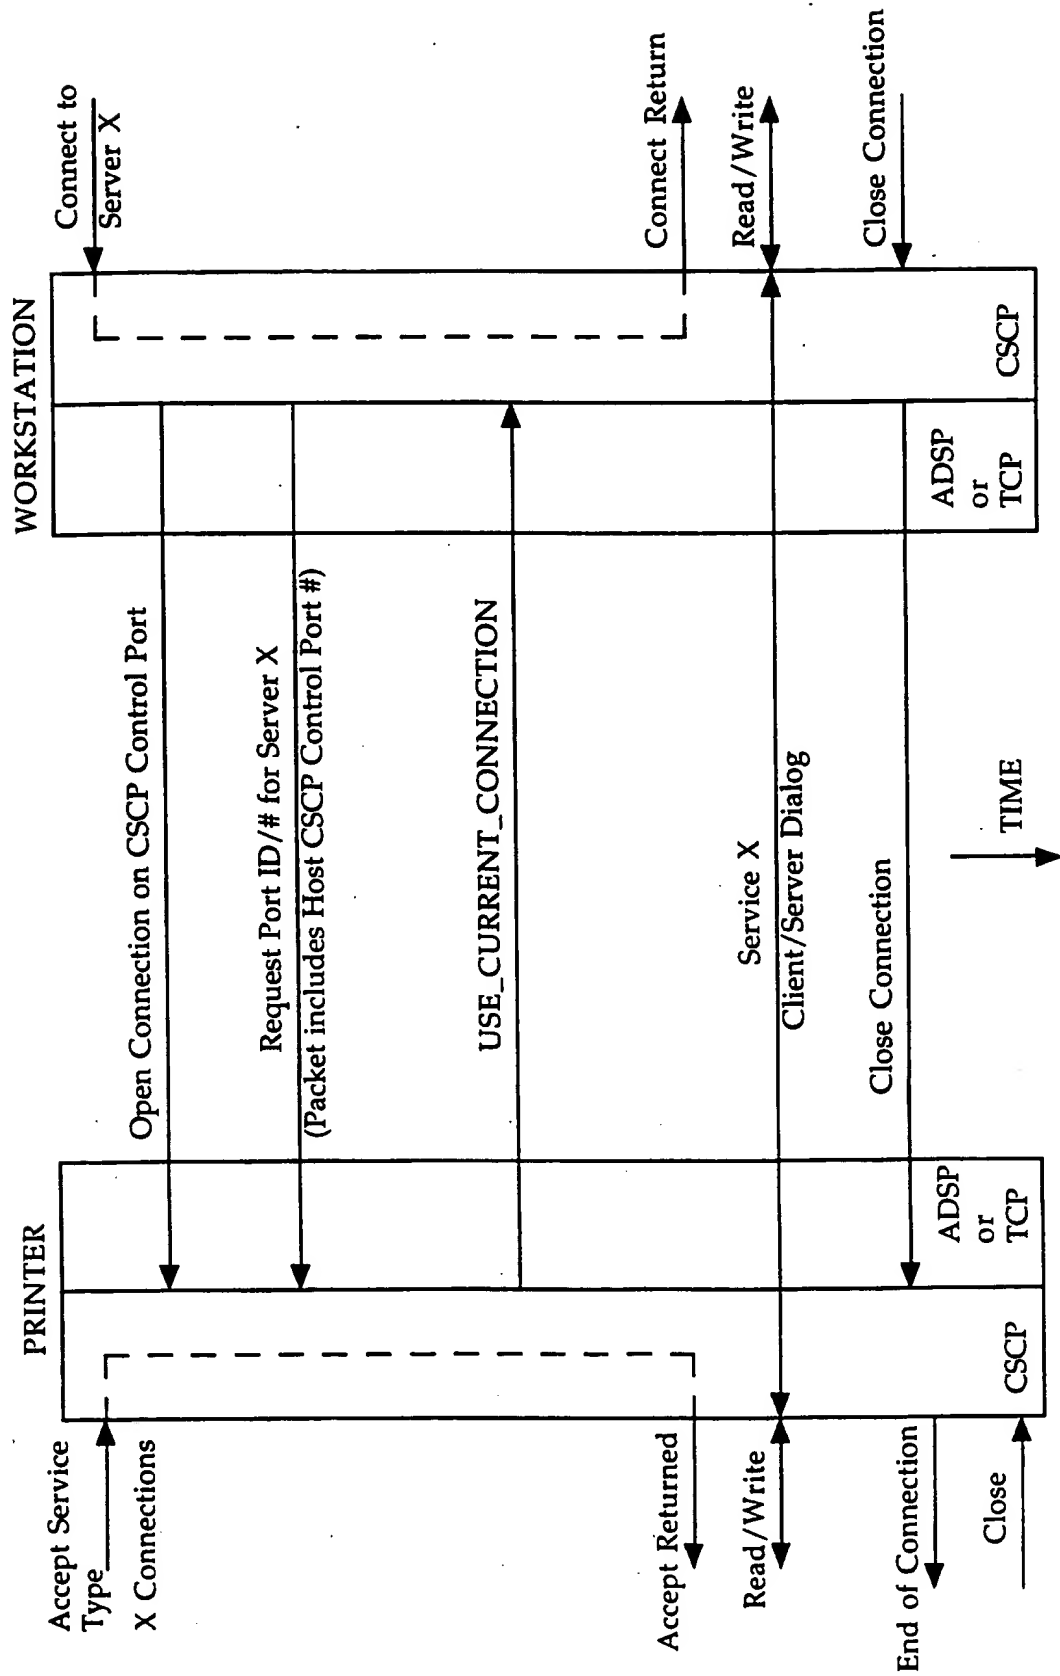 PRINTER
WORKSTATION
Accept Service
Type
X Connections
Connect to
Server X
Open Connection on CSCP Control Port
Request Port ID/# for Server X
(Packet includes Host CSCP Control Port #)
USE_CURRENT_CONNECTION
Accept Returned
Connect Return
Read/Write
Service X
Client/Server Dialog
Read/Write
Close Connection
Close Connection
End of Connection
Close
CSCP
ADSP
or
TCP
TIME
ADSP
or
TCP
CSCP